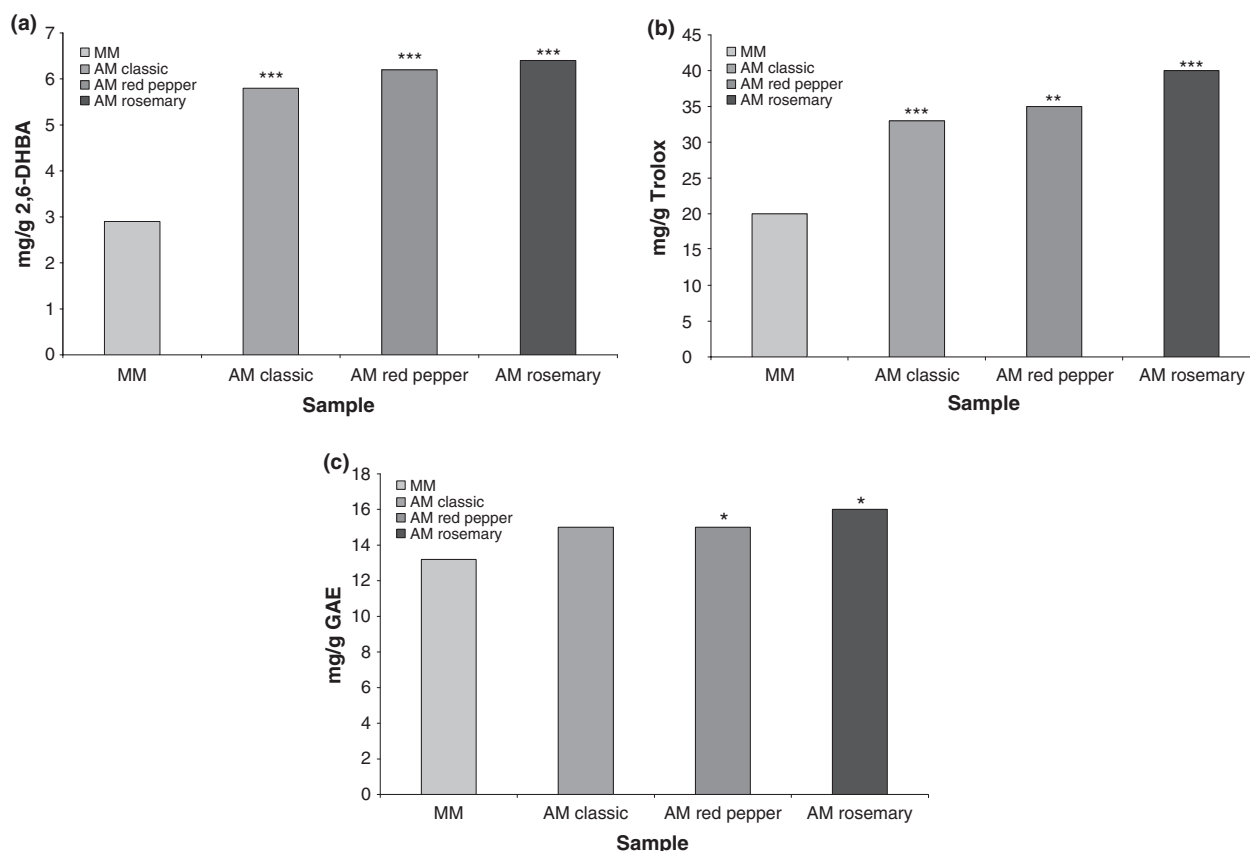 (a)
7
6
5
4
3
2
1
0
mg/g 2,6-DHBA
MM
AM classic
AM red pepper
AM rosemary
***
***
***
MM AM classic AM red pepper AM rosemary
Sample
(b)
45
40
35
30
25
20
15
10
5
0
mg/g Trolox
MM
AM classic
AM red pepper
AM rosemary
***
**
***
MM AM classic AM red pepper AM rosemary
Sample
(c)
18
16
14
12
10
8
6
4
2
0
mg/g GAE
MM
AM classic
AM red pepper
AM rosemary
*
*
MM AM classic AM red pepper AM rosemary
Sample